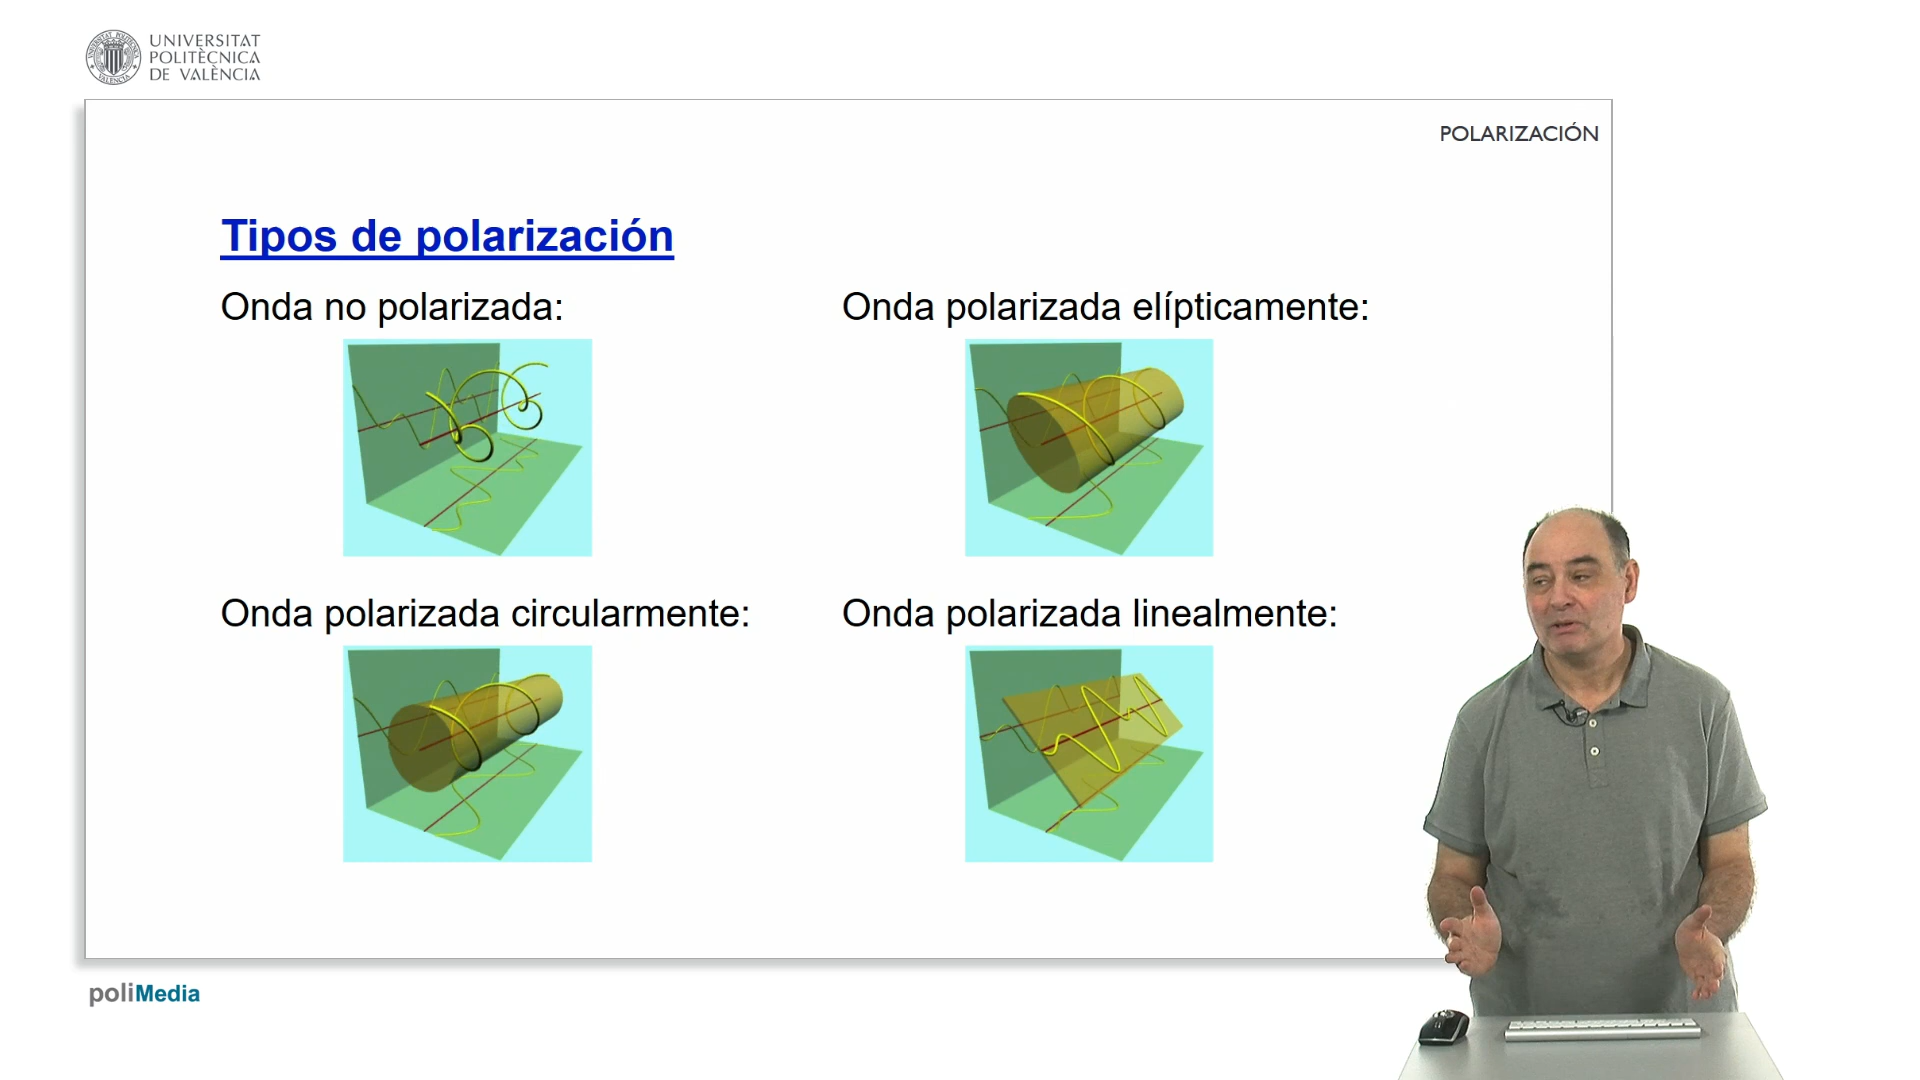 UNIVERSITAT
POLITÈCNICA
DE VALÈNCIA
POLARIZACIÓN
Tipos de polarización
Onda no polarizada:
Onda polarizada elípticamente:
Onda polarizada circularmente:
Onda polarizada linealmente:
poliMedia